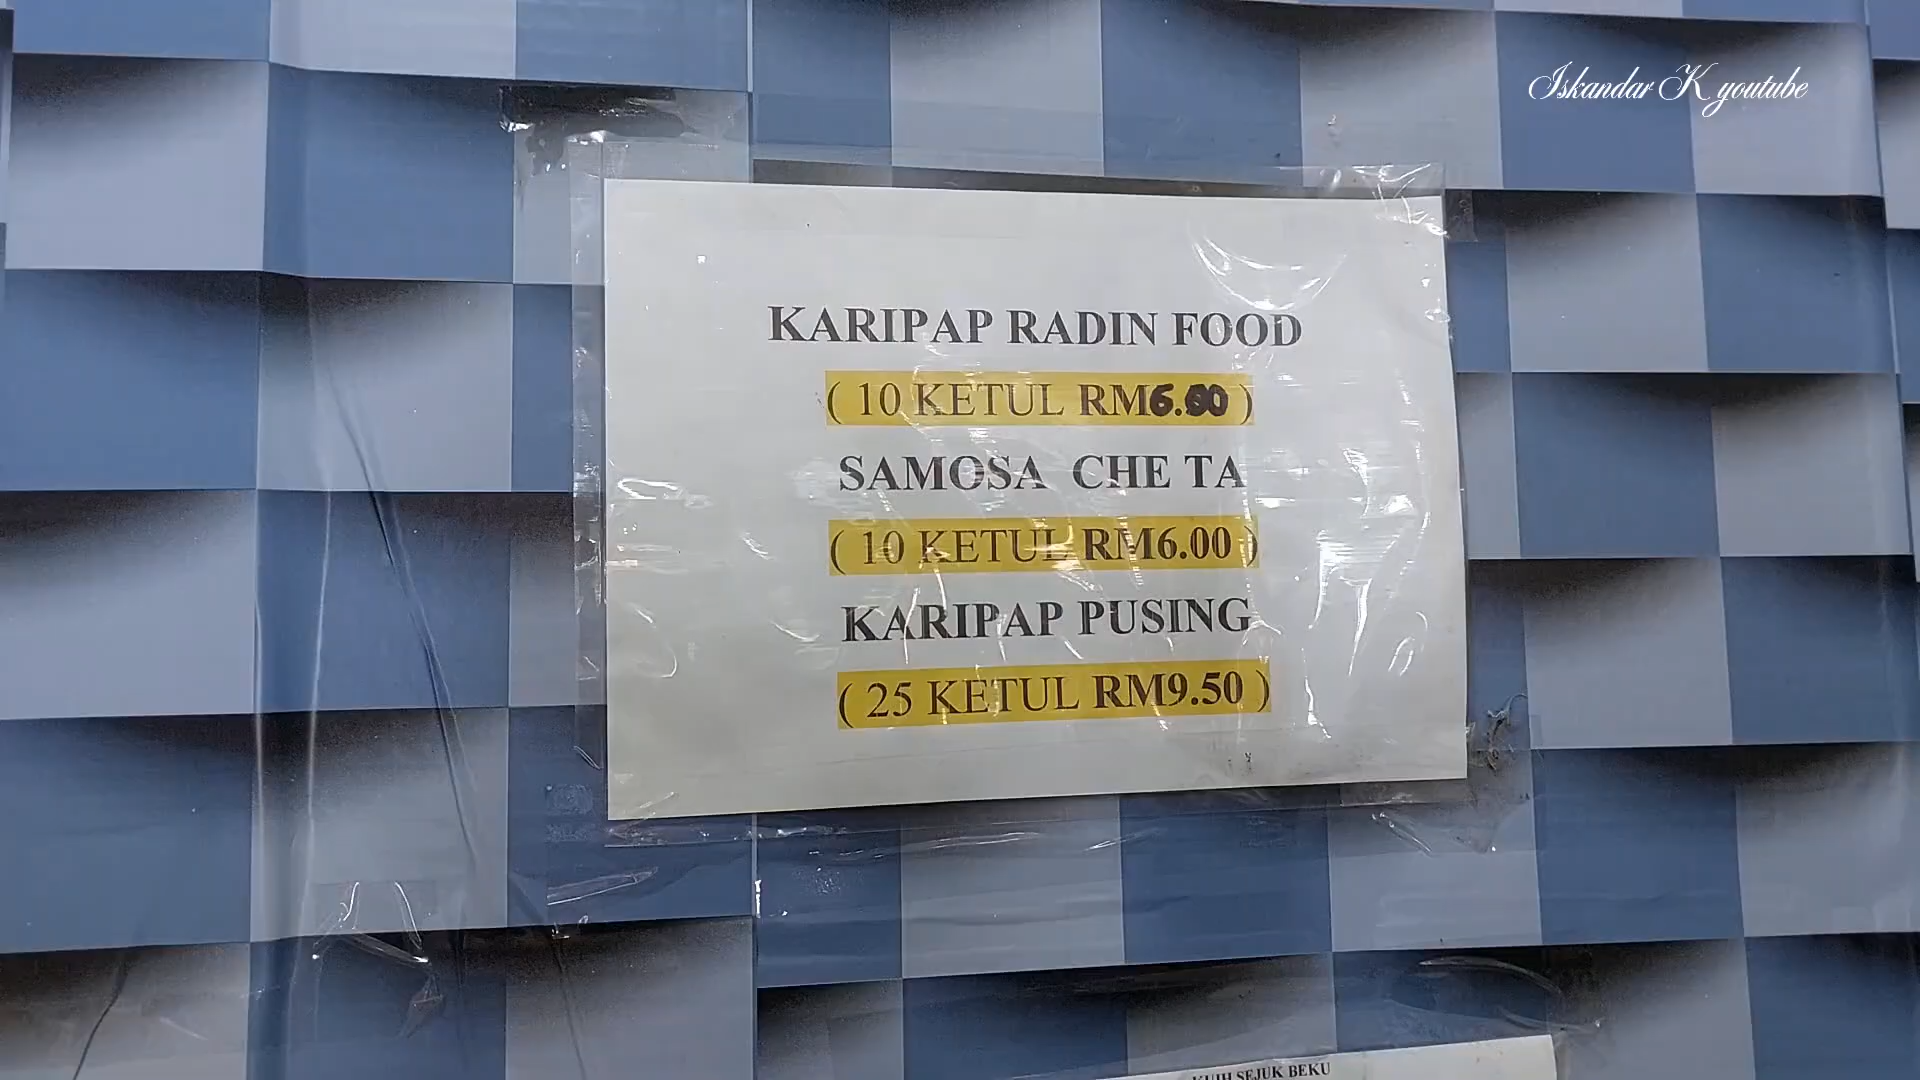 Iskandar K youtube
KARIPAP RADIN FOOD
( 10 KETUL RM6.00 )
SAMOSA CHE TA
( 10 KETUL RM6.00 )
KARIPAP PUSING
( 25 KETUL RM9.50 )
KUIH SEJUK BEKU